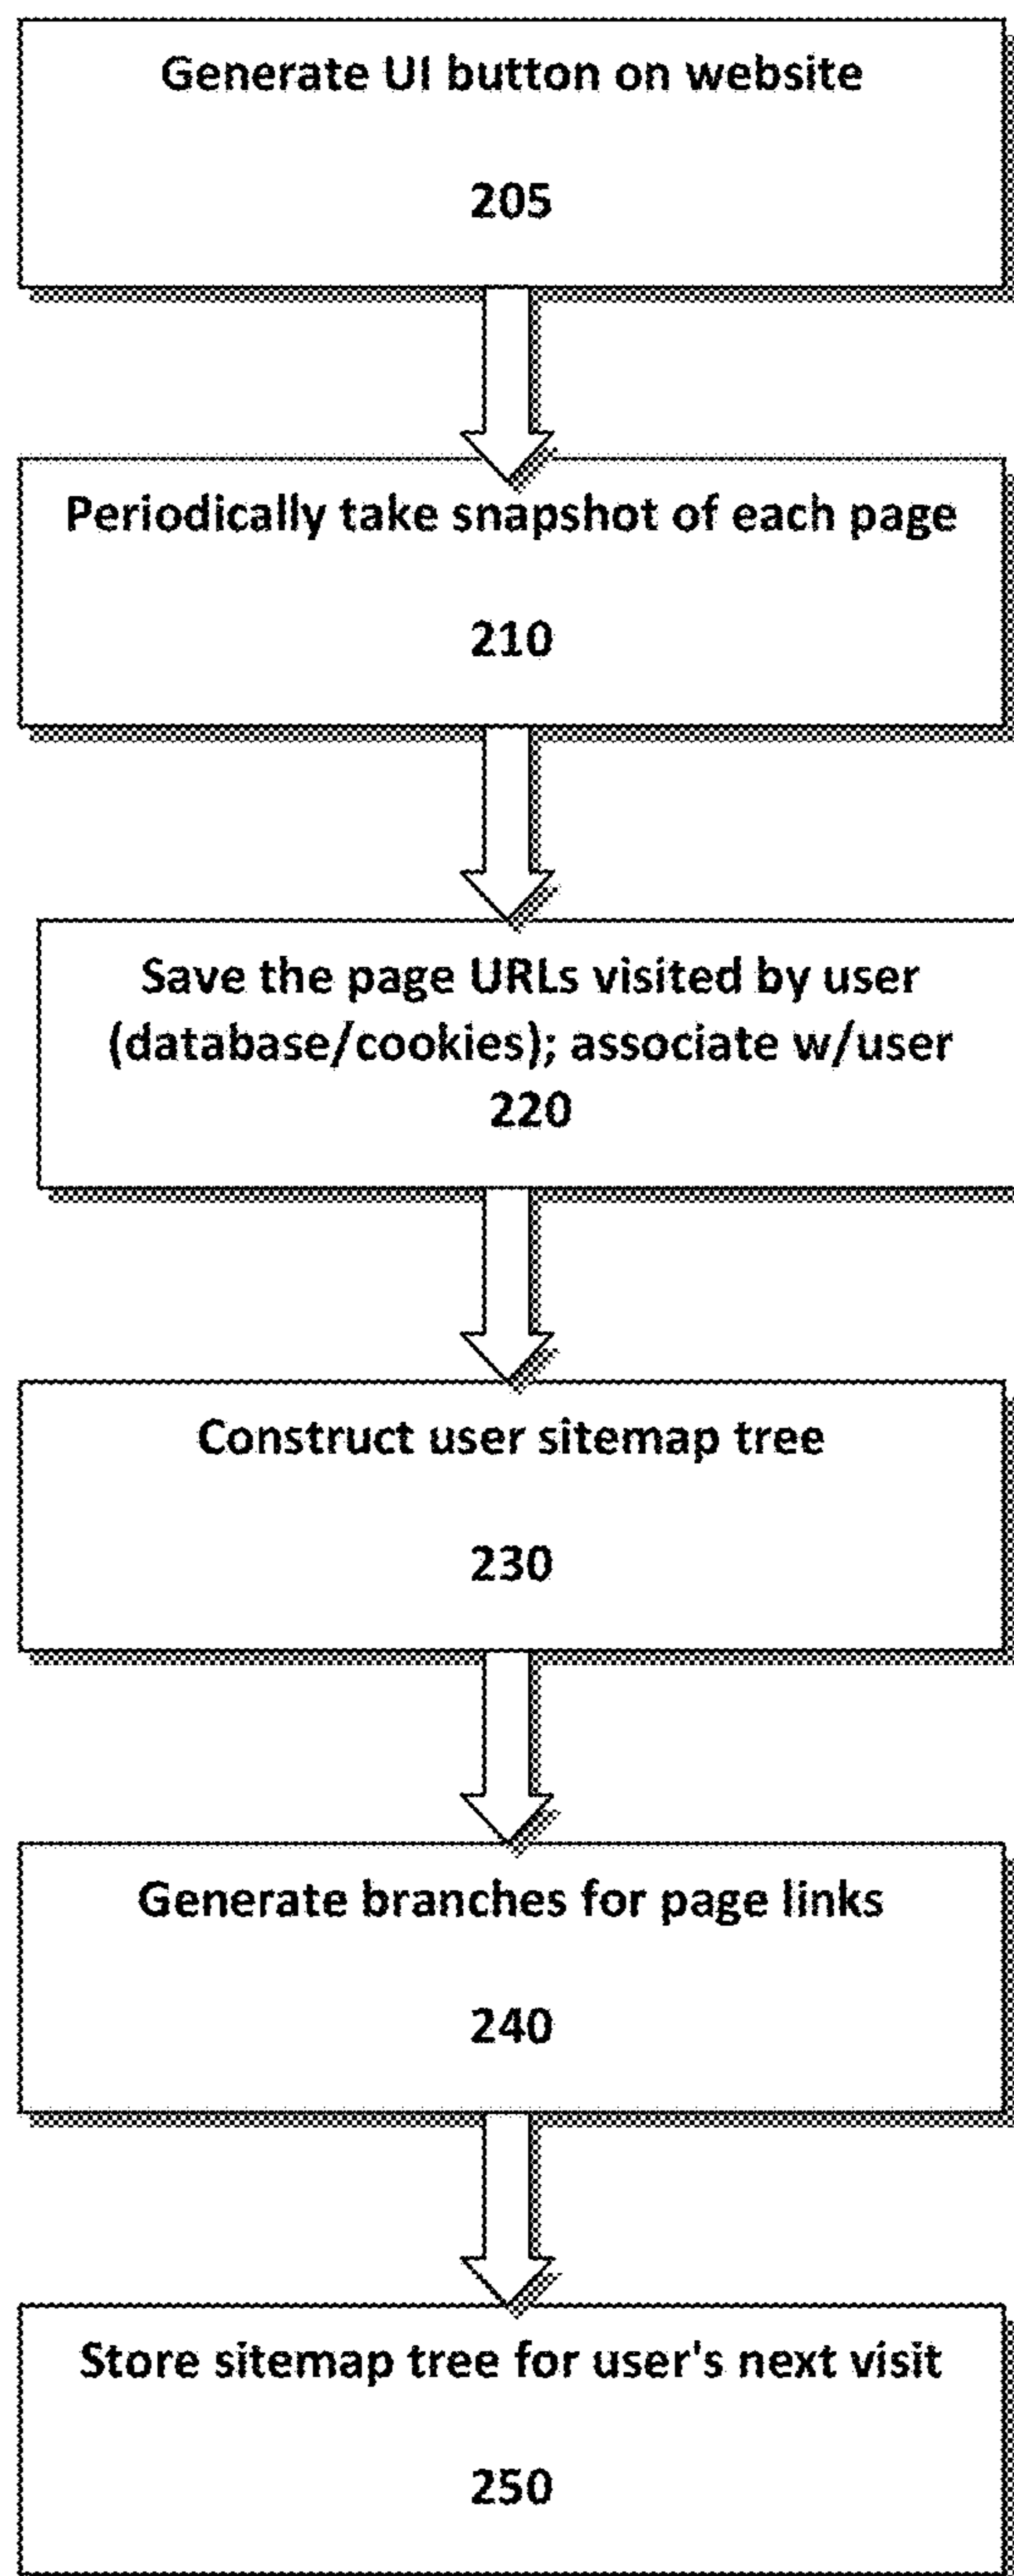 Generate UI button on website
205
Periodically take snapshot of each page
210
Save the page URLs visited by user
(database/cookies); associate w/user
220
Construct user sitemap tree
230
Generate branches for page links
240
Store sitemap tree for user's next visit
250